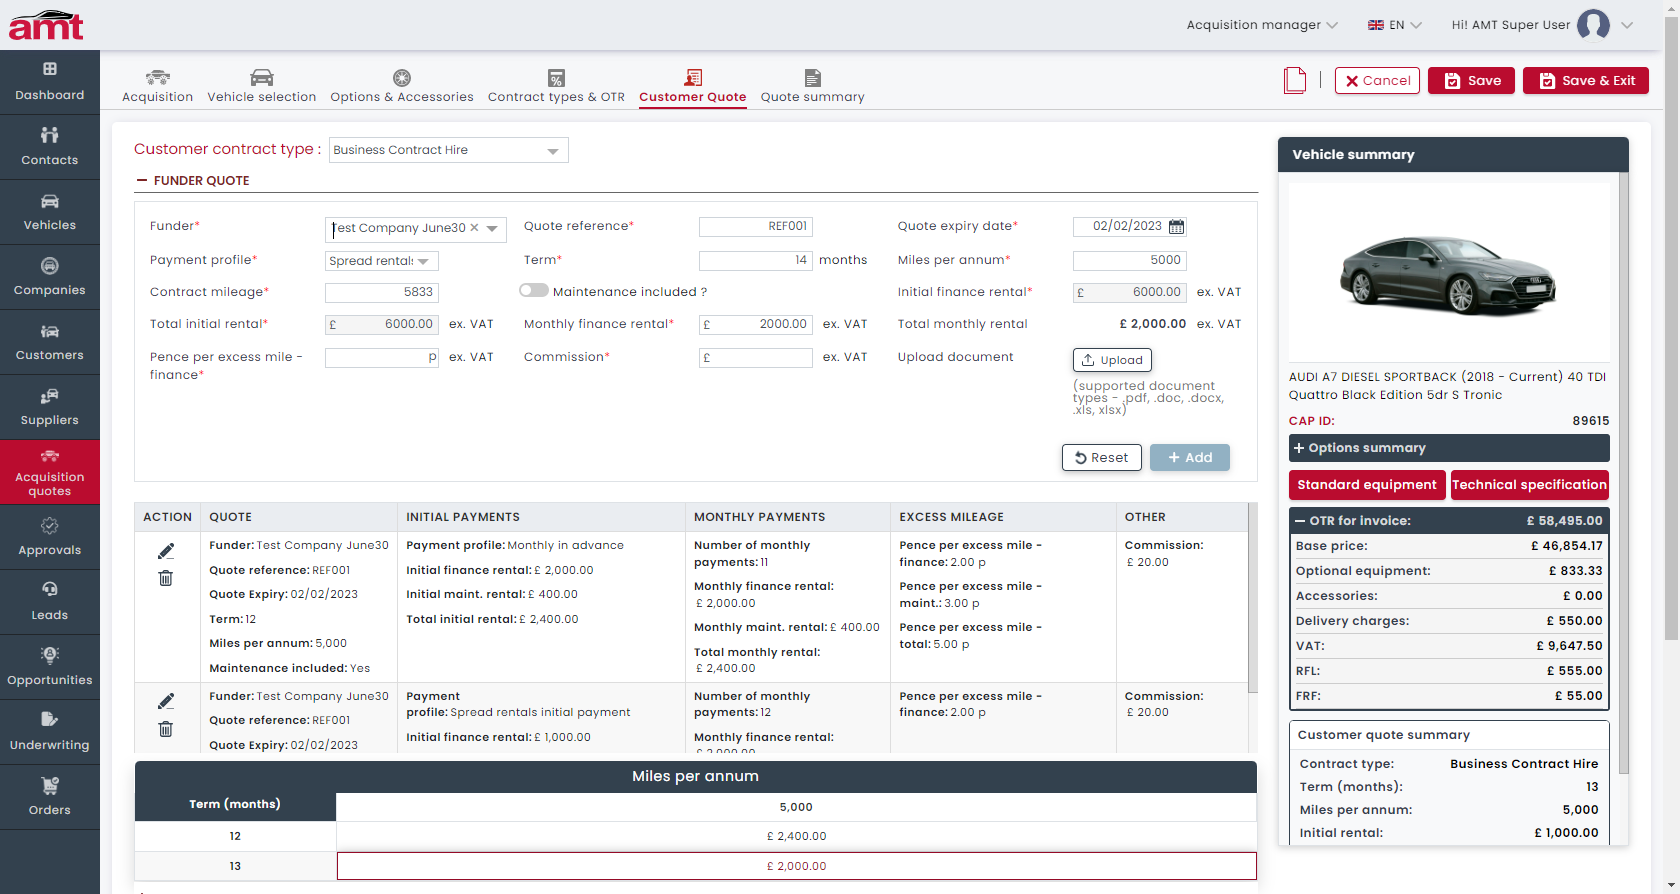 amt
Acquisition manager
EN
Hi! AMT Super User
Dashboard
Contacts
Vehicles
Companies
Customers
Suppliers
Acquisition
quotes
Approvals
Leads
Opportunities
Underwriting
Orders
Acquisition
Vehicle selection
Options & Accessories
Contract types & OTR
Customer Quote
Quote summary
Cancel
Save
Save & Exit
Customer contract type :
Business Contract Hire
FUNDER QUOTE
Funder*
Test Company June30
Quote reference*
REF001
Quote expiry date*
02/02/2023
Payment profile*
Spread rentals
Term*
14
months
Miles per annum*
5000
Contract mileage*
5833
Maintenance included ?
Initial finance rental*
£ 6000.00
ex. VAT
Total initial rental*
£ 6000.00
ex. VAT
Monthly finance rental*
£ 2000.00
ex. VAT
Total monthly rental
£ 2,000.00
ex. VAT
Pence per excess mile -
finance*
p
ex. VAT
Commission*
£
ex. VAT
Upload document
Upload
(supported document
types - .pdf, .doc, .docx,
.xls, xlsx)
Reset
+ Add
ACTION
QUOTE
INITIAL PAYMENTS
MONTHLY PAYMENTS
EXCESS MILEAGE
OTHER
Funder: Test Company June30
Quote reference: REF001
Quote Expiry: 02/02/2023
Term: 12
Miles per annum: 5,000
Maintenance included: Yes
Payment profile: Monthly in advance
Initial finance rental: £ 2,000.00
Initial maint. rental: £ 400.00
Total initial rental: £ 2,400.00
Number of monthly
payments: 11
Monthly finance rental:
£ 2,000.00
Monthly maint. rental: £ 400.00
Total monthly rental:
£ 2,400.00
Pence per excess mile -
finance: 2.00 p
Pence per excess mile -
maint.: 3.00 p
Pence per excess mile -
total: 5.00 p
Commission:
£ 20.00
Funder: Test Company June30
Quote reference: REF001
Quote Expiry: 02/02/2023
Payment
profile: Spread rentals initial payment
Initial finance rental: £ 1,000.00
Number of monthly
payments: 12
Monthly finance rental:
£ 2,000.00
Pence per excess mile -
finance: 2.00 p
Commission:
£ 20.00
Miles per annum
Term (months)
5,000
12
£ 2,400.00
13
£ 2,000.00
Vehicle summary
AUDI A7 DIESEL SPORTBACK (2018 - Current) 40 TDI
Quattro Black Edition 5dr S Tronic
CAP ID:
89615
+ Options summary
Standard equipment
Technical specification
OTR for invoice:
£ 58,495.00
Base price:
£ 46,854.17
Optional equipment:
£ 833.33
Accessories:
£ 0.00
Delivery charges:
£ 550.00
VAT:
£ 9,647.50
RFL:
£ 555.00
FRF:
£ 55.00
Customer quote summary
Contract type:
Business Contract Hire
Term (months):
13
Miles per annum:
5,000
Initial rental:
£ 1,000.00